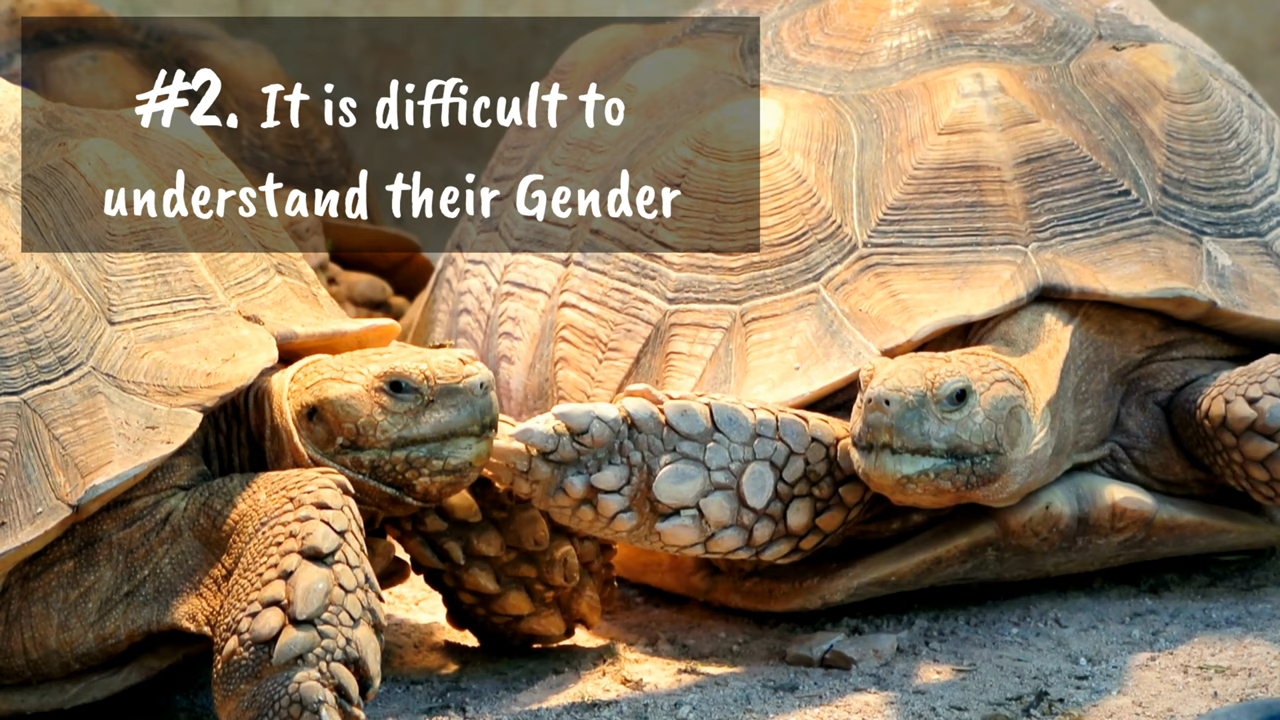 #2. It is difficult to
understand their Gender